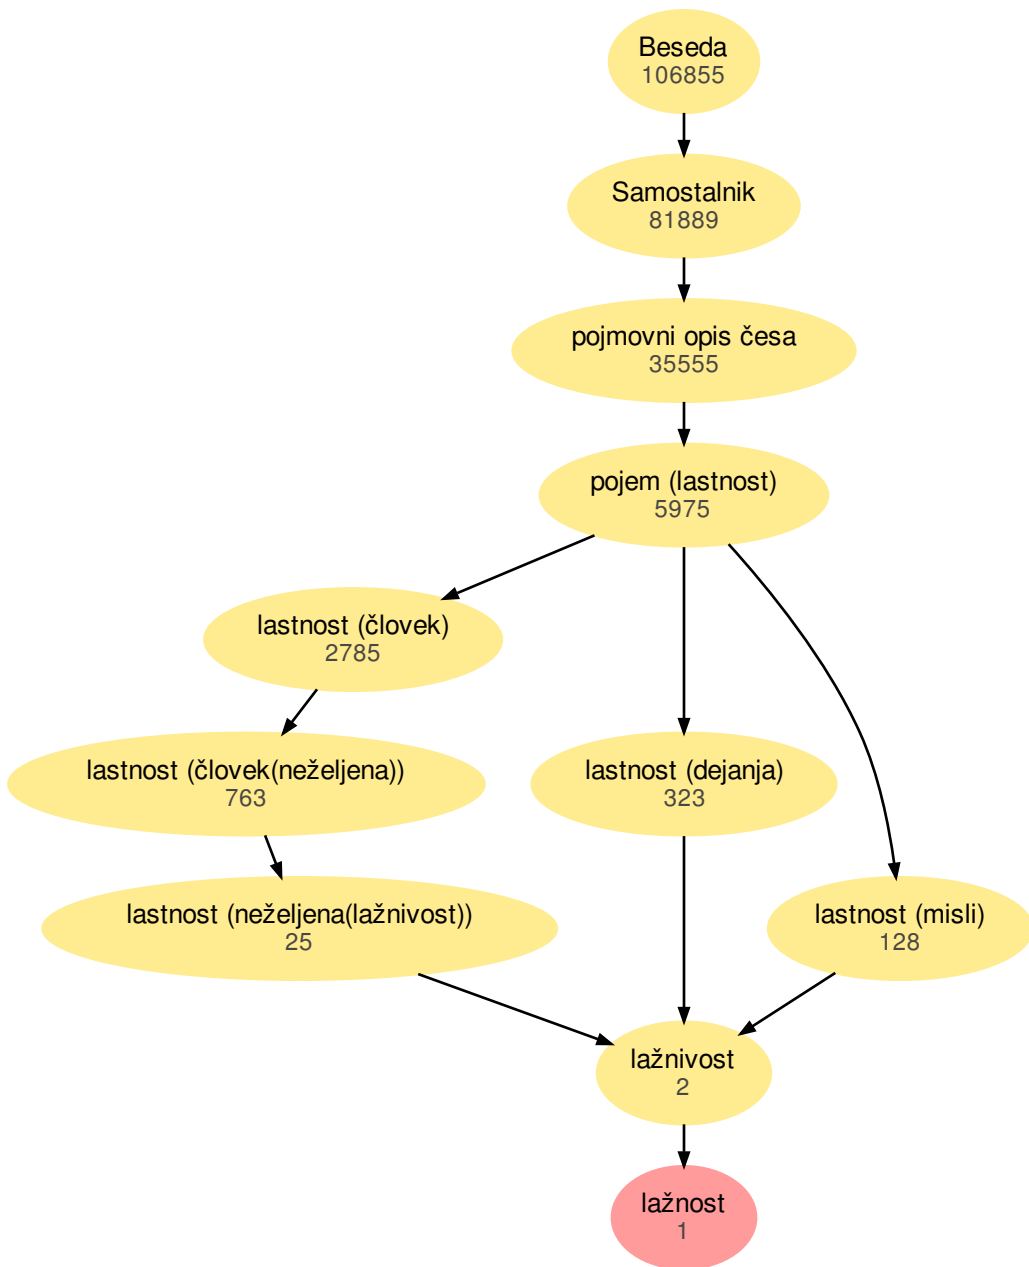 Beseda
106855
Samostalnik
81889
pojmovni opis česa
35555
pojem (lastnost)
5975
lastnost (človek)
2785
lastnost (človek(neželjena))
763
lastnost (dejanja)
323
lastnost (neželjena(lažnivost))
25
lastnost (misli)
128
lažnivost
2
lažnost
1